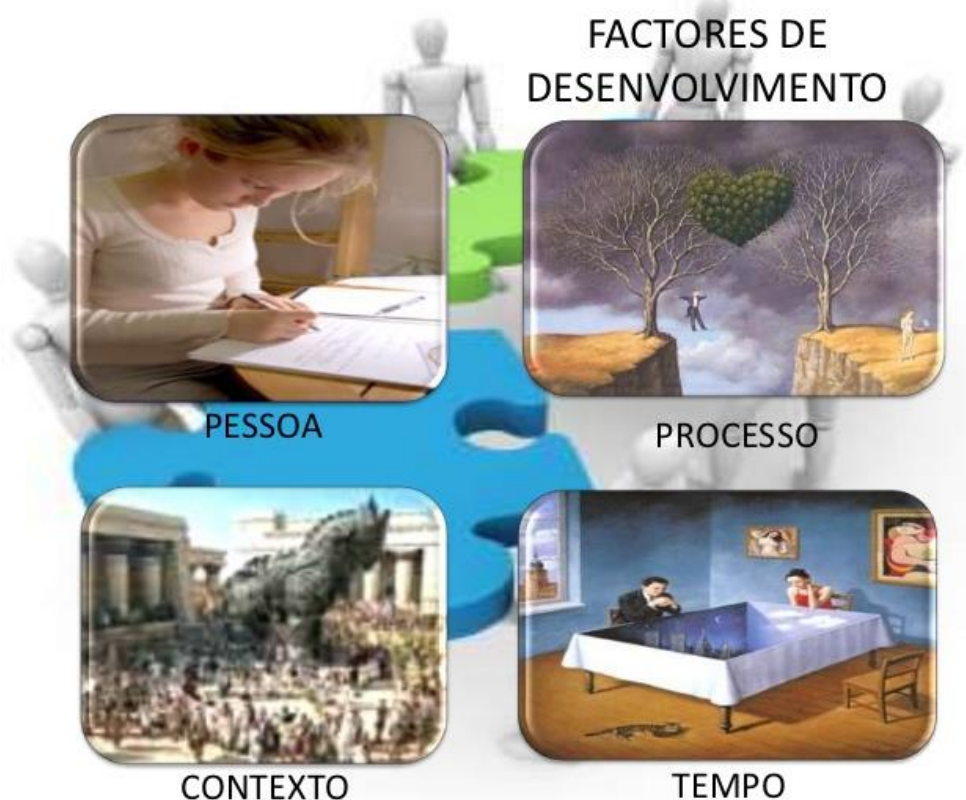 FACTORES DE
DESENVOLVIMENTO
PESSOA
PROCESSO
CONTEXTO
TEMPO